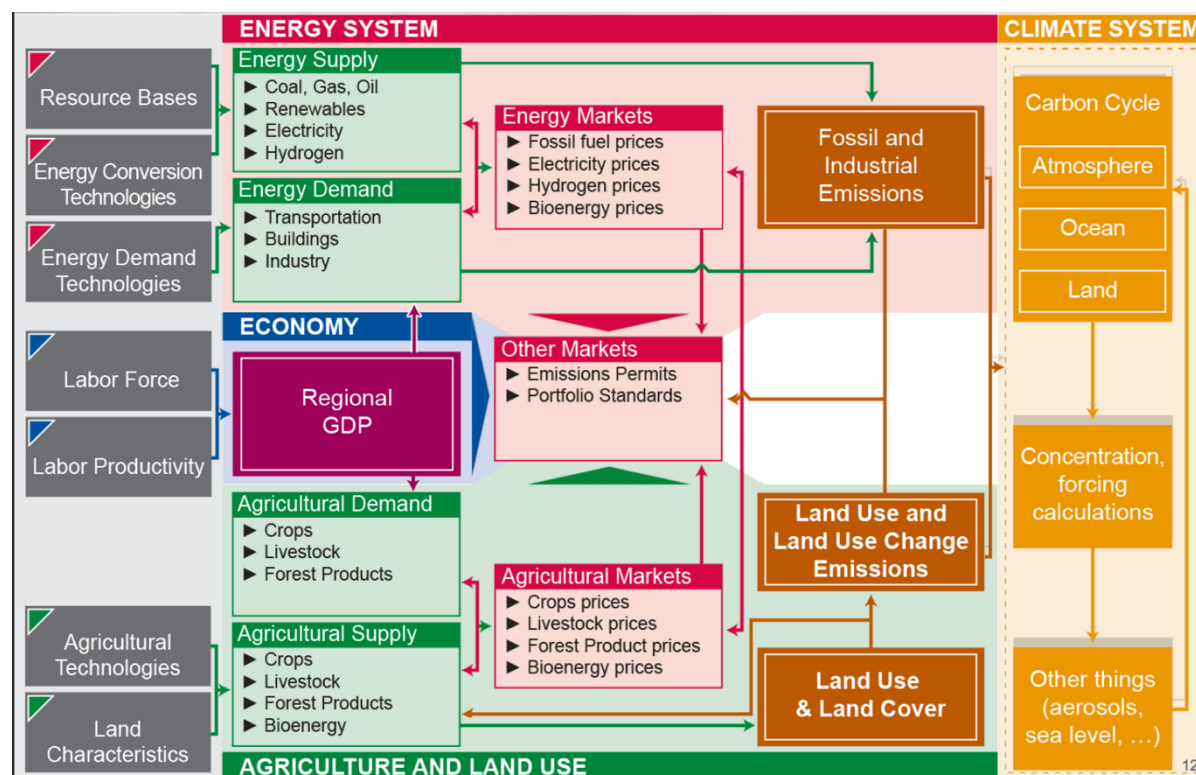 ENERGY SYSTEM
CLIMATE SYSTEM
Resource Bases
Energy Conversion
Technologies
Energy Demand
Technologies
Labor Force
Labor Productivity
Agricultural
Technologies
Land
Characteristics
Energy Supply
► Coal, Gas, Oil
► Renewables
► Electricity
► Hydrogen
Energy Demand
► Transportation
► Buildings
► Industry
Energy Markets
► Fossil fuel prices
► Electricity prices
► Hydrogen prices
► Bioenergy prices
Fossil and
Industrial
Emissions
ECONOMY
Regional
GDP
Other Markets
► Emissions Permits
► Portfolio Standards
Agricultural Demand
► Crops
► Livestock
► Forest Products
Agricultural Supply
► Crops
► Livestock
► Forest Products
► Bioenergy
Agricultural Markets
► Crops prices
► Livestock prices
► Forest Product prices
► Bioenergy prices
Land Use and
Land Use Change
Emissions
Land Use
& Land Cover
AGRICULTURE AND LAND USE
Carbon Cycle
Atmosphere
Ocean
Land
Concentration,
forcing
calculations
Other things
(aerosols,
sea level, …)
12